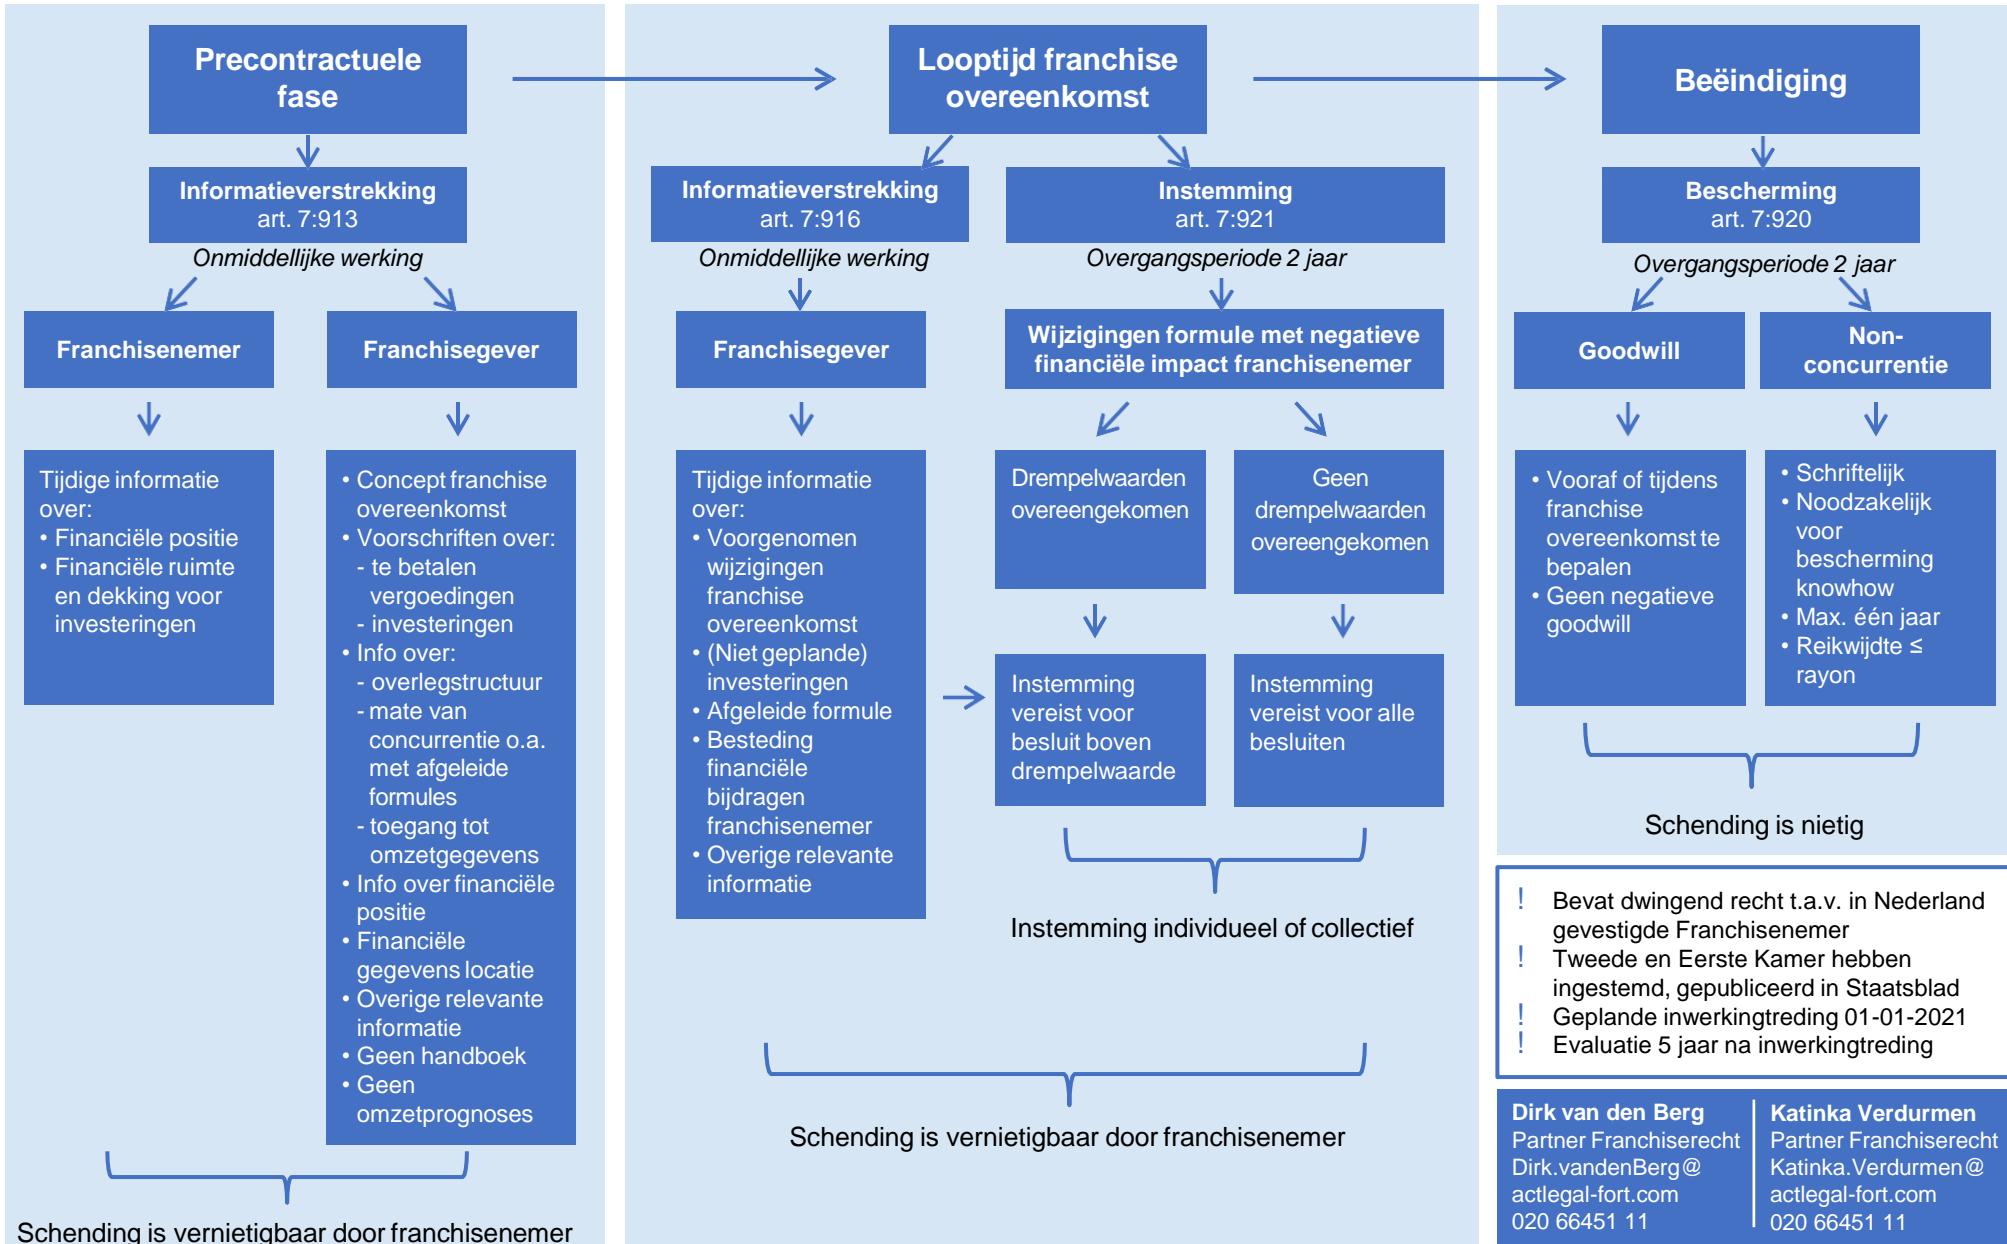 Precontractuele
fase
Informatieverstrekking
art. 7:913
Onmiddellijke werking
Franchisenemer
Tijdige informatie
over:
• Financiële positie
• Financiële ruimte
en dekking voor
investeringen
Franchisegever
• Concept franchise
overeenkomst
• Voorschriften over:
- te betalen
vergoedingen
- investeringen
• Info over:
- overlegstructuur
- mate van
concurrentie o.a.
met afgeleide
formules
- toegang tot
omzetgegevens
• Info over financiële
positie
• Financiële
gegevens locatie
• Overige relevante
informatie
• Geen handboek
• Geen
omzetprognoses
Schending is vernietigbaar door franchisenemer
Looptijd franchise
overeenkomst
Informatieverstrekking
art. 7:916
Onmiddellijke werking
Franchisegever
Tijdige informatie
over:
• Voorgenomen
wijzigingen
franchise
overeenkomst
• (Niet geplande)
investeringen
• Afgeleide formule
• Besteding
financiële
bijdragen
franchisenemer
• Overige relevante
informatie
Instemming
art. 7:921
Overgangsperiode 2 jaar
Wijzigingen formule met negatieve
financiële impact franchisenemer
Drempelwaarden
overeengekomen
Instemming
vereist voor
besluit boven
drempelwaarde
Geen
drempelwaarden
overeengekomen
Instemming
vereist voor alle
besluiten
Instemming individueel of collectief
Schending is vernietigbaar door franchisenemer
Beëindiging
Bescherming
art. 7:920
Overgangsperiode 2 jaar
Goodwill
• Vooraf of tijdens
franchise
overeenkomst te
bepalen
• Geen negatieve
goodwill
Non-
concurrentie
• Schriftelijk
• Noodzakelijk
voor
bescherming
knowhow
• Max. één jaar
• Reikwijdte ≤
rayon
Schending is nietig
! Bevat dwingend recht t.a.v. in Nederland
gevestigde Franchisenemer
! Tweede en Eerste Kamer hebben
ingestemd, gepubliceerd in Staatsblad
! Geplande inwerkingtreding 01-01-2021
! Evaluatie 5 jaar na inwerkingtreding
Dirk van den Berg
Partner Franchiserecht
Dirk.vandenBerg@
actlegal-fort.com
020 66451 11
Katinka Verdurmen
Partner Franchiserecht
Katinka.Verdurmen@
actlegal-fort.com
020 66451 11